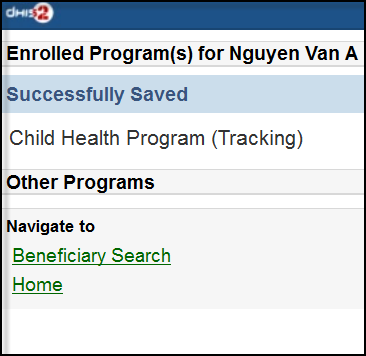 dhis2
Enrolled Program(s) for Nguyen Van A
Successfully Saved
Child Health Program (Tracking)
Other Programs
Navigate to
Beneficiary Search
Home